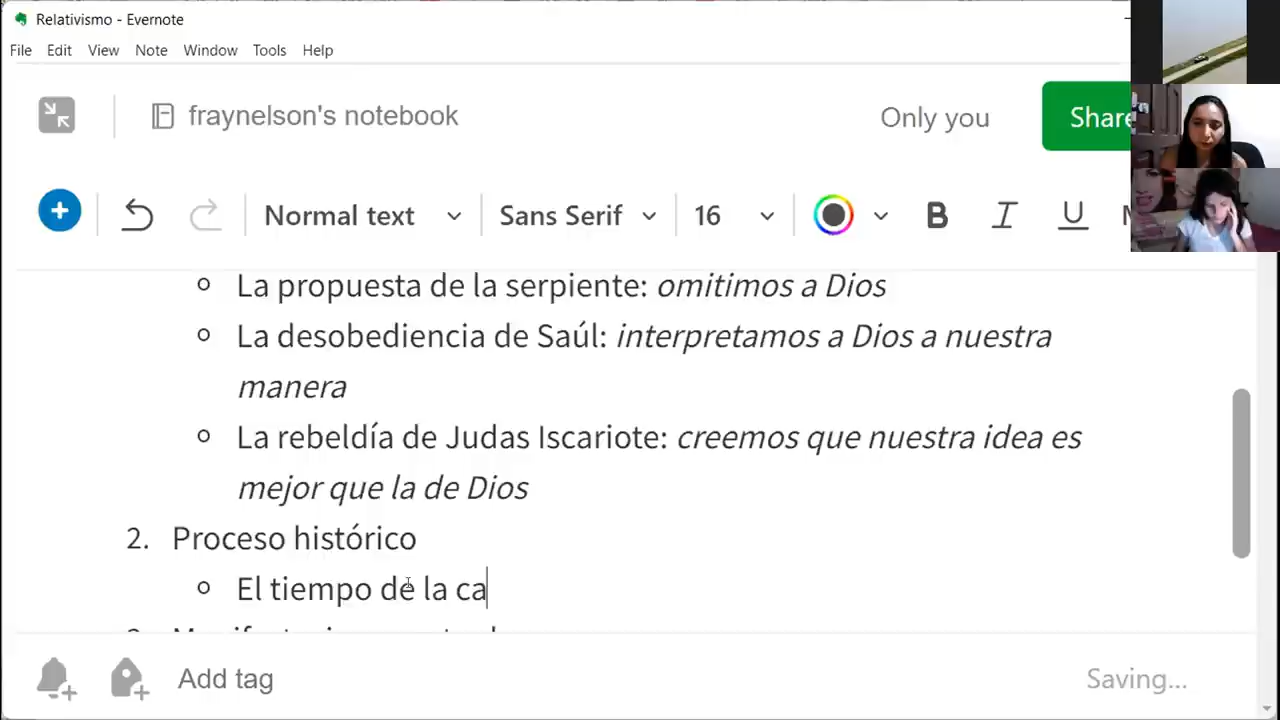 Relativismo - Evernote
File Edit View Note Window Tools Help
fraynelson's notebook Only you Share
Normal text Sans Serif 16 B I U
La propuesta de la serpiente: omitimos a Dios
La desobediencia de Saúl: interpretamos a Dios a nuestra
manera
La rebeldía de Judas Iscariote: creemos que nuestra idea es
mejor que la de Dios
2. Proceso histórico
El tiempo de la ca
Add tag Saving...